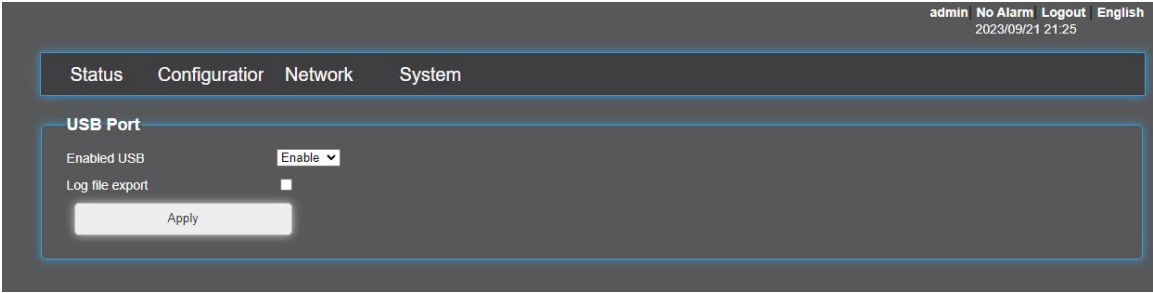 admin| No Alarm| Logout | English
2023/09/21 21:25
Status Configuratior Network System
USB Port
Enabled USB Enable
Log file export
Apply